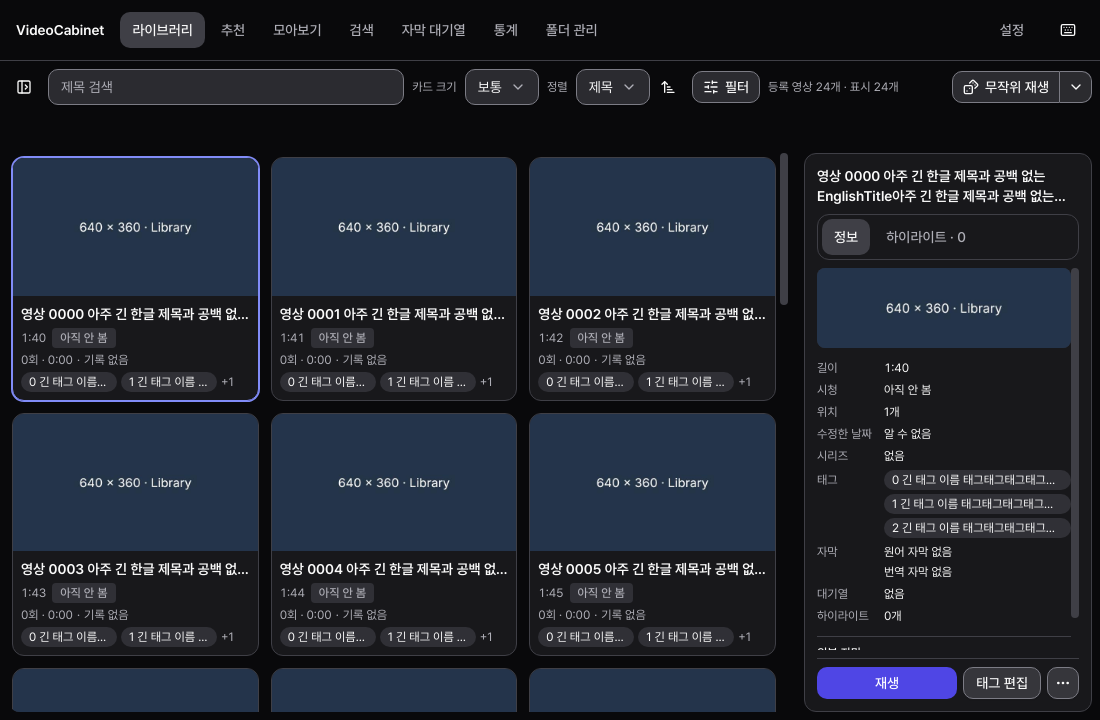 VideoCabinet 라이브러리 추천 모아보기 검색 자막 대기열 통계 폴더 관리 설정
제목 검색 카드 크기 보통 정렬 제목 필터 등록 영상 24개 · 표시 24개 무작위 재생
640 × 360 · Library
영상 0000 아주 긴 한글 제목과 공백 없...
1:40 아직 안 봄
0회 · 0:00 · 기록 없음
0 긴 태그 이름... 1 긴 태그 이름 ... +1
640 × 360 · Library
영상 0001 아주 긴 한글 제목과 공백 없...
1:41 아직 안 봄
0회 · 0:00 · 기록 없음
0 긴 태그 이름... 1 긴 태그 이름 ... +1
640 × 360 · Library
영상 0002 아주 긴 한글 제목과 공백 없...
1:42 아직 안 봄
0회 · 0:00 · 기록 없음
0 긴 태그 이름... 1 긴 태그 이름 ... +1
640 × 360 · Library
영상 0003 아주 긴 한글 제목과 공백 없...
1:43 아직 안 봄
0회 · 0:00 · 기록 없음
0 긴 태그 이름... 1 긴 태그 이름 ... +1
640 × 360 · Library
영상 0004 아주 긴 한글 제목과 공백 없...
1:44 아직 안 봄
0회 · 0:00 · 기록 없음
0 긴 태그 이름... 1 긴 태그 이름 ... +1
640 × 360 · Library
영상 0005 아주 긴 한글 제목과 공백 없...
1:45 아직 안 봄
0회 · 0:00 · 기록 없음
0 긴 태그 이름... 1 긴 태그 이름 ... +1
영상 0000 아주 긴 한글 제목과 공백 없는
EnglishTitle아주 긴 한글 제목과 공백 없는...
정보 하이라이트 · 0
640 × 360 · Library
길이 1:40
시청 아직 안 봄
위치 1개
수정한 날짜 알 수 없음
시리즈 없음
태그 0 긴 태그 이름 태그태그태그태그...
1 긴 태그 이름 태그태그태그태그...
2 긴 태그 이름 태그태그태그태그...
자막 원어 자막 없음
번역 자막 없음
대기열 없음
하이라이트 0개
재생 태그 편집